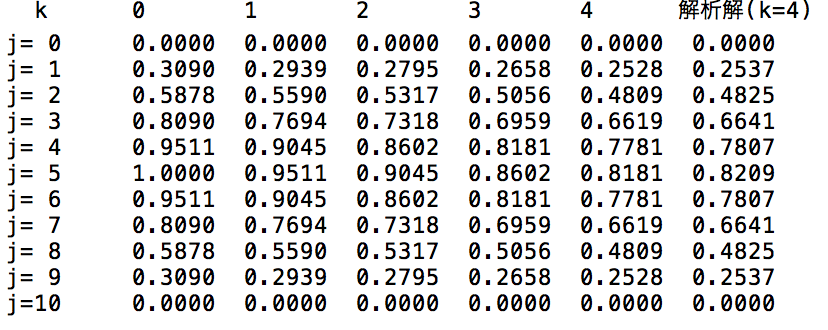 k 0 1 2 3 4 解析解(k=4)
j= 0 0.0000 0.0000 0.0000 0.0000 0.0000 0.0000
j= 1 0.3090 0.2939 0.2795 0.2658 0.2528 0.2537
j= 2 0.5878 0.5590 0.5317 0.5056 0.4809 0.4825
j= 3 0.8090 0.7694 0.7318 0.6959 0.6619 0.6641
j= 4 0.9511 0.9045 0.8602 0.8181 0.7781 0.7807
j= 5 1.0000 0.9511 0.9045 0.8602 0.8181 0.8209
j= 6 0.9511 0.9045 0.8602 0.8181 0.7781 0.7807
j= 7 0.8090 0.7694 0.7318 0.6959 0.6619 0.6641
j= 8 0.5878 0.5590 0.5317 0.5056 0.4809 0.4825
j= 9 0.3090 0.2939 0.2795 0.2658 0.2528 0.2537
j=10 0.0000 0.0000 0.0000 0.0000 0.0000 0.0000